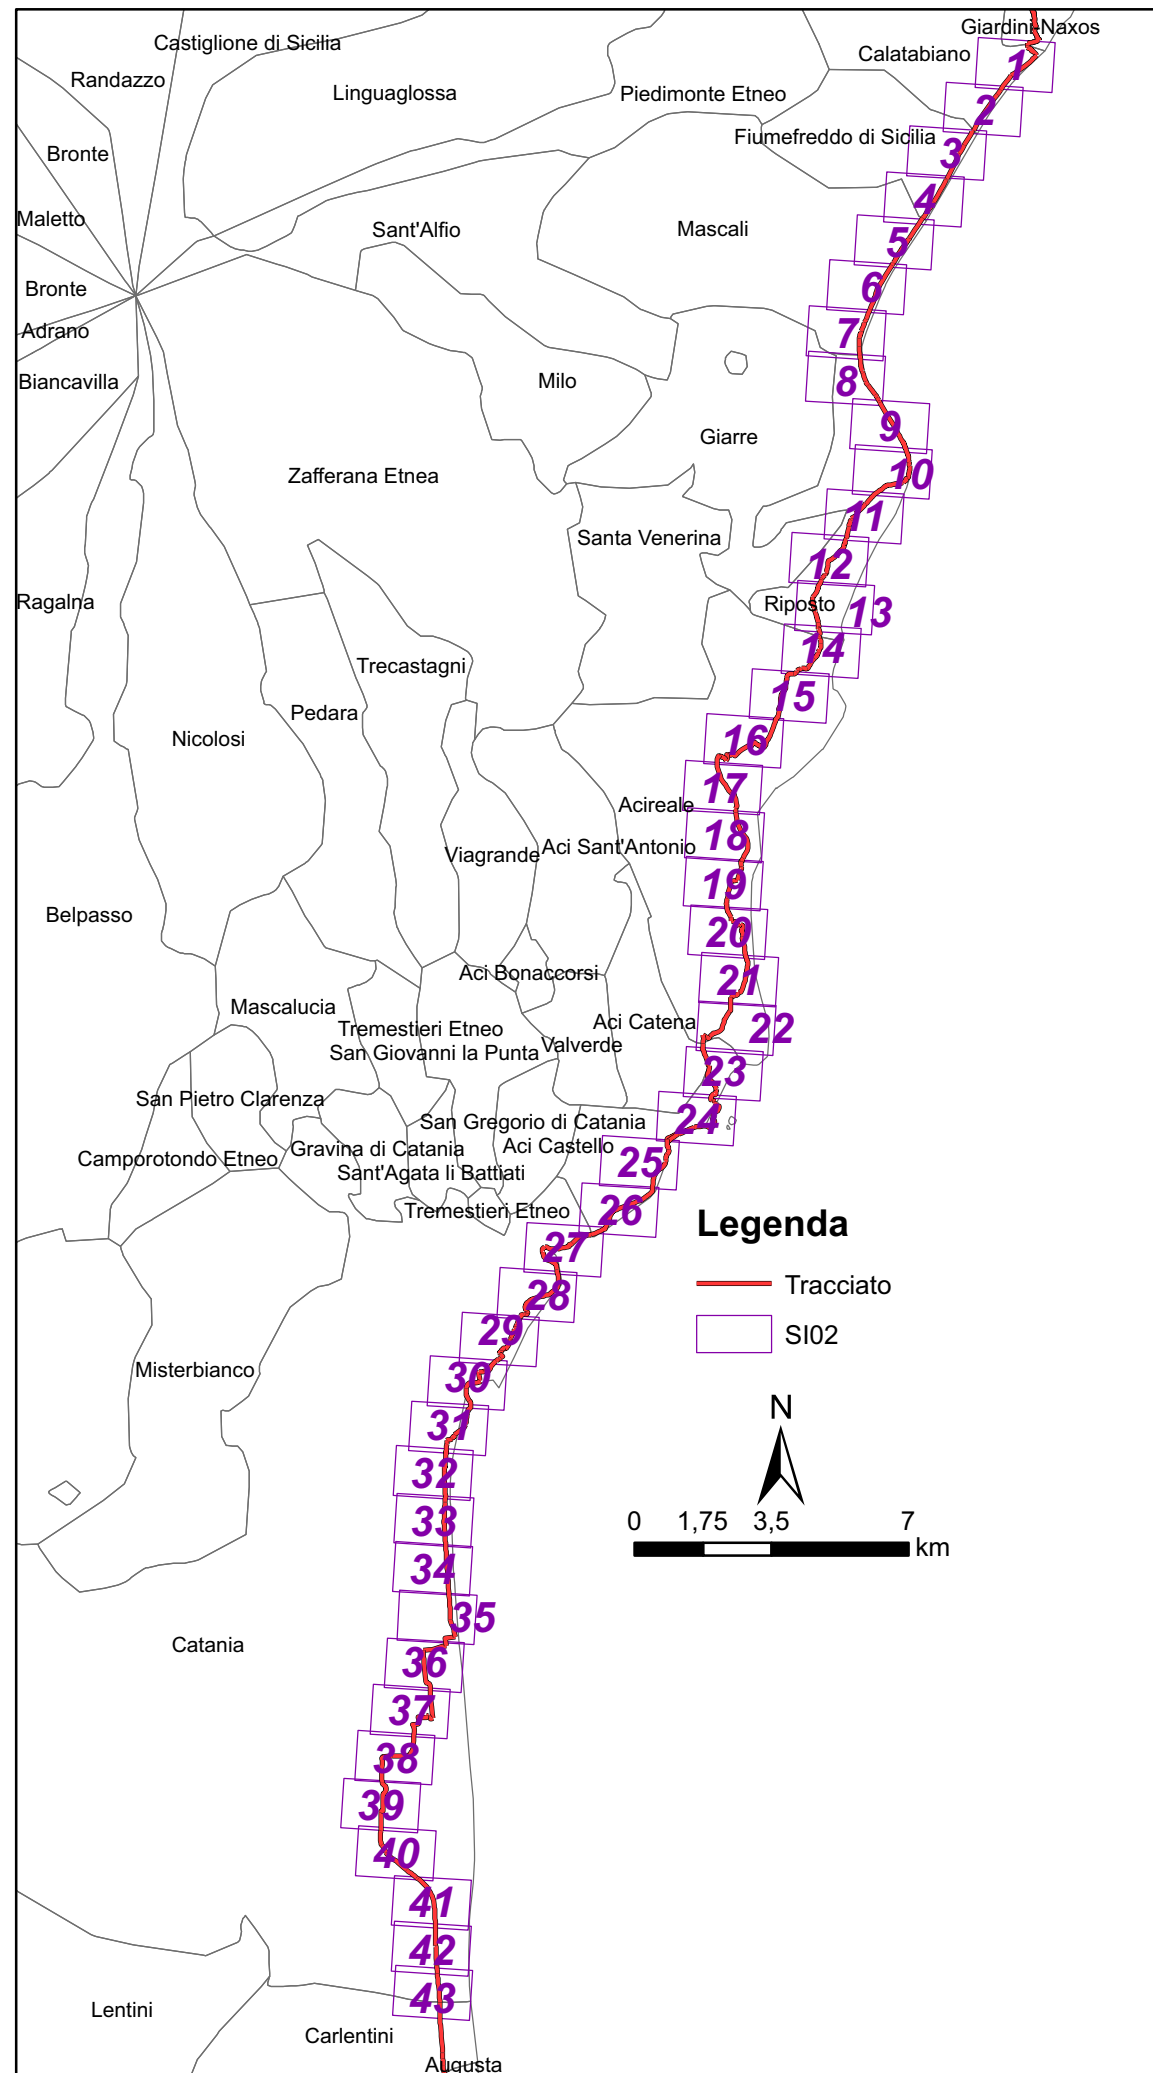 Giardini-Naxos
Castiglione di Sicilia
Calatabiano
1
Randazzo
Linguaglossa
Piedimonte Etneo
2
Fiumefreddo di Sicilia
Bronte
3
4
Maletto
Sant'Alfio
Mascali
5
Bronte
6
Adrano
7
Biancavilla
Milo
8
Giarre
9
Zafferana Etnea
10
11
Santa Venerina
12
Ragalna
Riposto
13
14
Trecastagni
15
Pedara
Nicolosi
16
17
Acireale
18
Viagrande
Aci Sant'Antonio
19
Belpasso
20
Aci Bonaccorsi
21
Mascalucia
Aci Catena
22
Tremestieri Etneo
Valverde
San Giovanni la Punta
23
San Pietro Clarenza
24
San Gregorio di Catania
Gravina di Catania
Aci Castello
Camporotondo Etneo
25
Sant'Agata li Battiati
Tremestieri Etneo
26
Legenda
27
Tracciato
28
SI02
29
Misterbianco
30
N
31
32
33
0 1,75 3,5 7
km
34
35
Catania
36
37
38
39
40
41
42
43
Lentini
Carlentini
Augusta